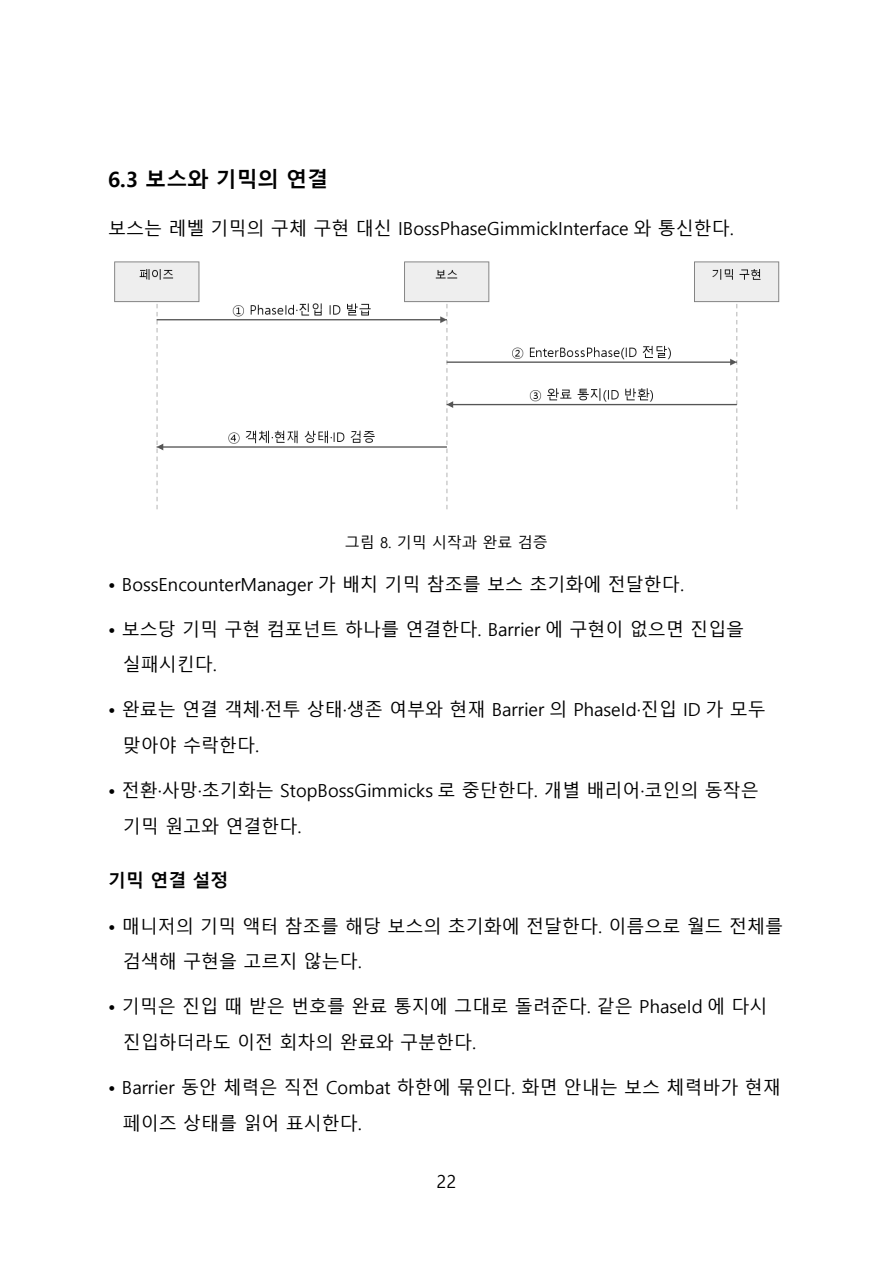 6.3 보스와 기믹의 연결
보스는 레벨 기믹의 구체 구현 대신 IBossPhaseGimmickInterface 와 통신한다.
페이즈
보스
기믹 구현
① PhaseId·진입 ID 발급
② EnterBossPhase(ID 전달)
③ 완료 통지(ID 반환)
④ 객체·현재 상태·ID 검증
그림 8. 기믹 시작과 완료 검증
• BossEncounterManager 가 배치 기믹 참조를 보스 초기화에 전달한다.
• 보스당 기믹 구현 컴포넌트 하나를 연결한다. Barrier 에 구현이 없으면 진입을
실패시킨다.
• 완료는 연결 객체·전투 상태·생존 여부와 현재 Barrier 의 PhaseId·진입 ID 가 모두
맞아야 수락한다.
• 전환·사망·초기화는 StopBossGimmicks 로 중단한다. 개별 배리어·코인의 동작은
기믹 원고와 연결한다.
기믹 연결 설정
• 매니저의 기믹 액터 참조를 해당 보스의 초기화에 전달한다. 이름으로 월드 전체를
검색해 구현을 고르지 않는다.
• 기믹은 진입 때 받은 번호를 완료 통지에 그대로 돌려준다. 같은 PhaseId 에 다시
진입하더라도 이전 회차의 완료와 구분한다.
• Barrier 동안 체력은 직전 Combat 하한에 묶인다. 화면 안내는 보스 체력바가 현재
페이즈 상태를 읽어 표시한다.
22